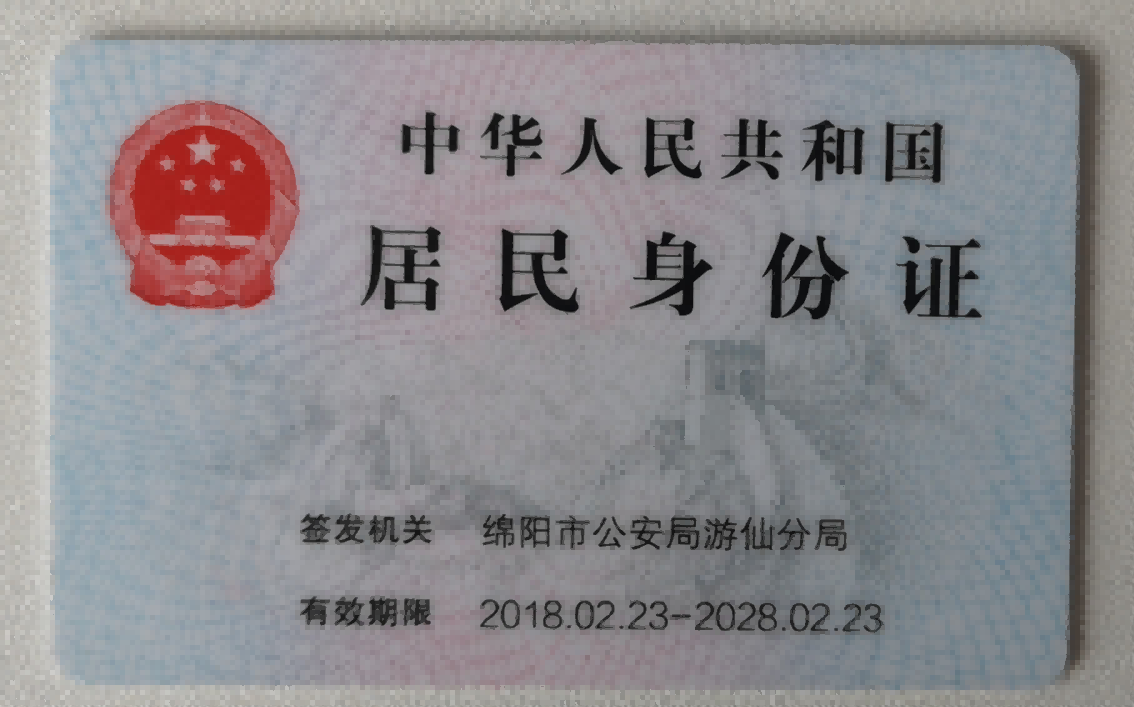 中华人民共和国
居民身份证
签发机关 绵阳市公安局游仙分局
有效期限 2018.02.23-2028.02.23